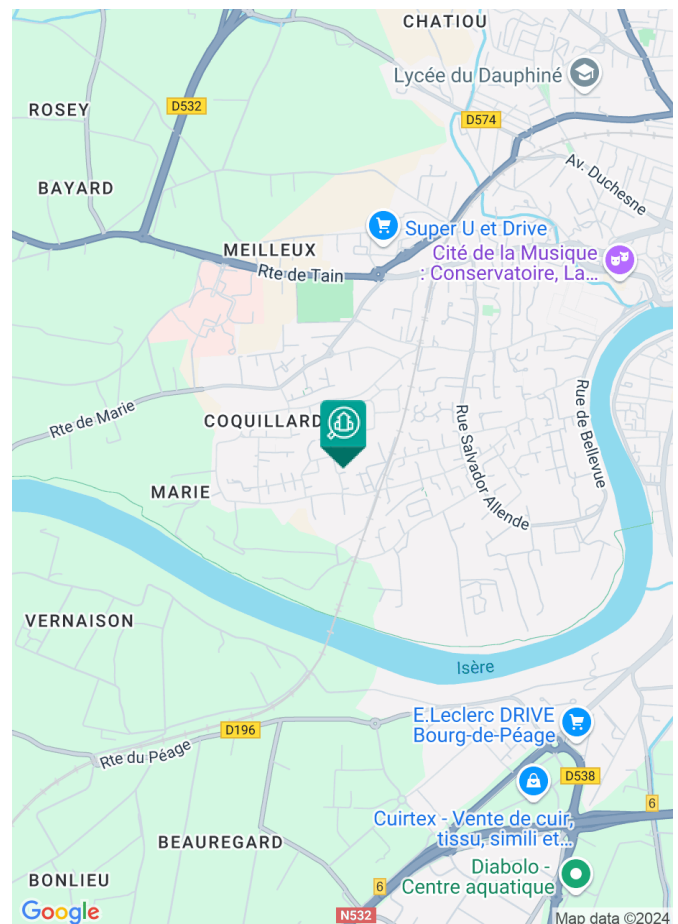 CHATIOU
Lycée du Dauphiné
ROSEY
D532
D574
Av. Duchesne
BAYARD
Super U et Drive
MEILLEUX
Cité de la Musique
: Conservatoire, La...
Rte de Tain
COQUILLARD
Rte de Marie
Rue de Bellevue
Rue Salvador Allende
MARIE
VERNAISON
Isère
E.Leclerc DRIVE
Bourg-de-Péage
D196
Rte du Péage
D538
6
Cuirtex - Vente de cuir,
tissu, simili et...
BEAUREGARD
Diabolo -
Centre aquatique
BONLIEU
6
Google
N532
Map data ©2024